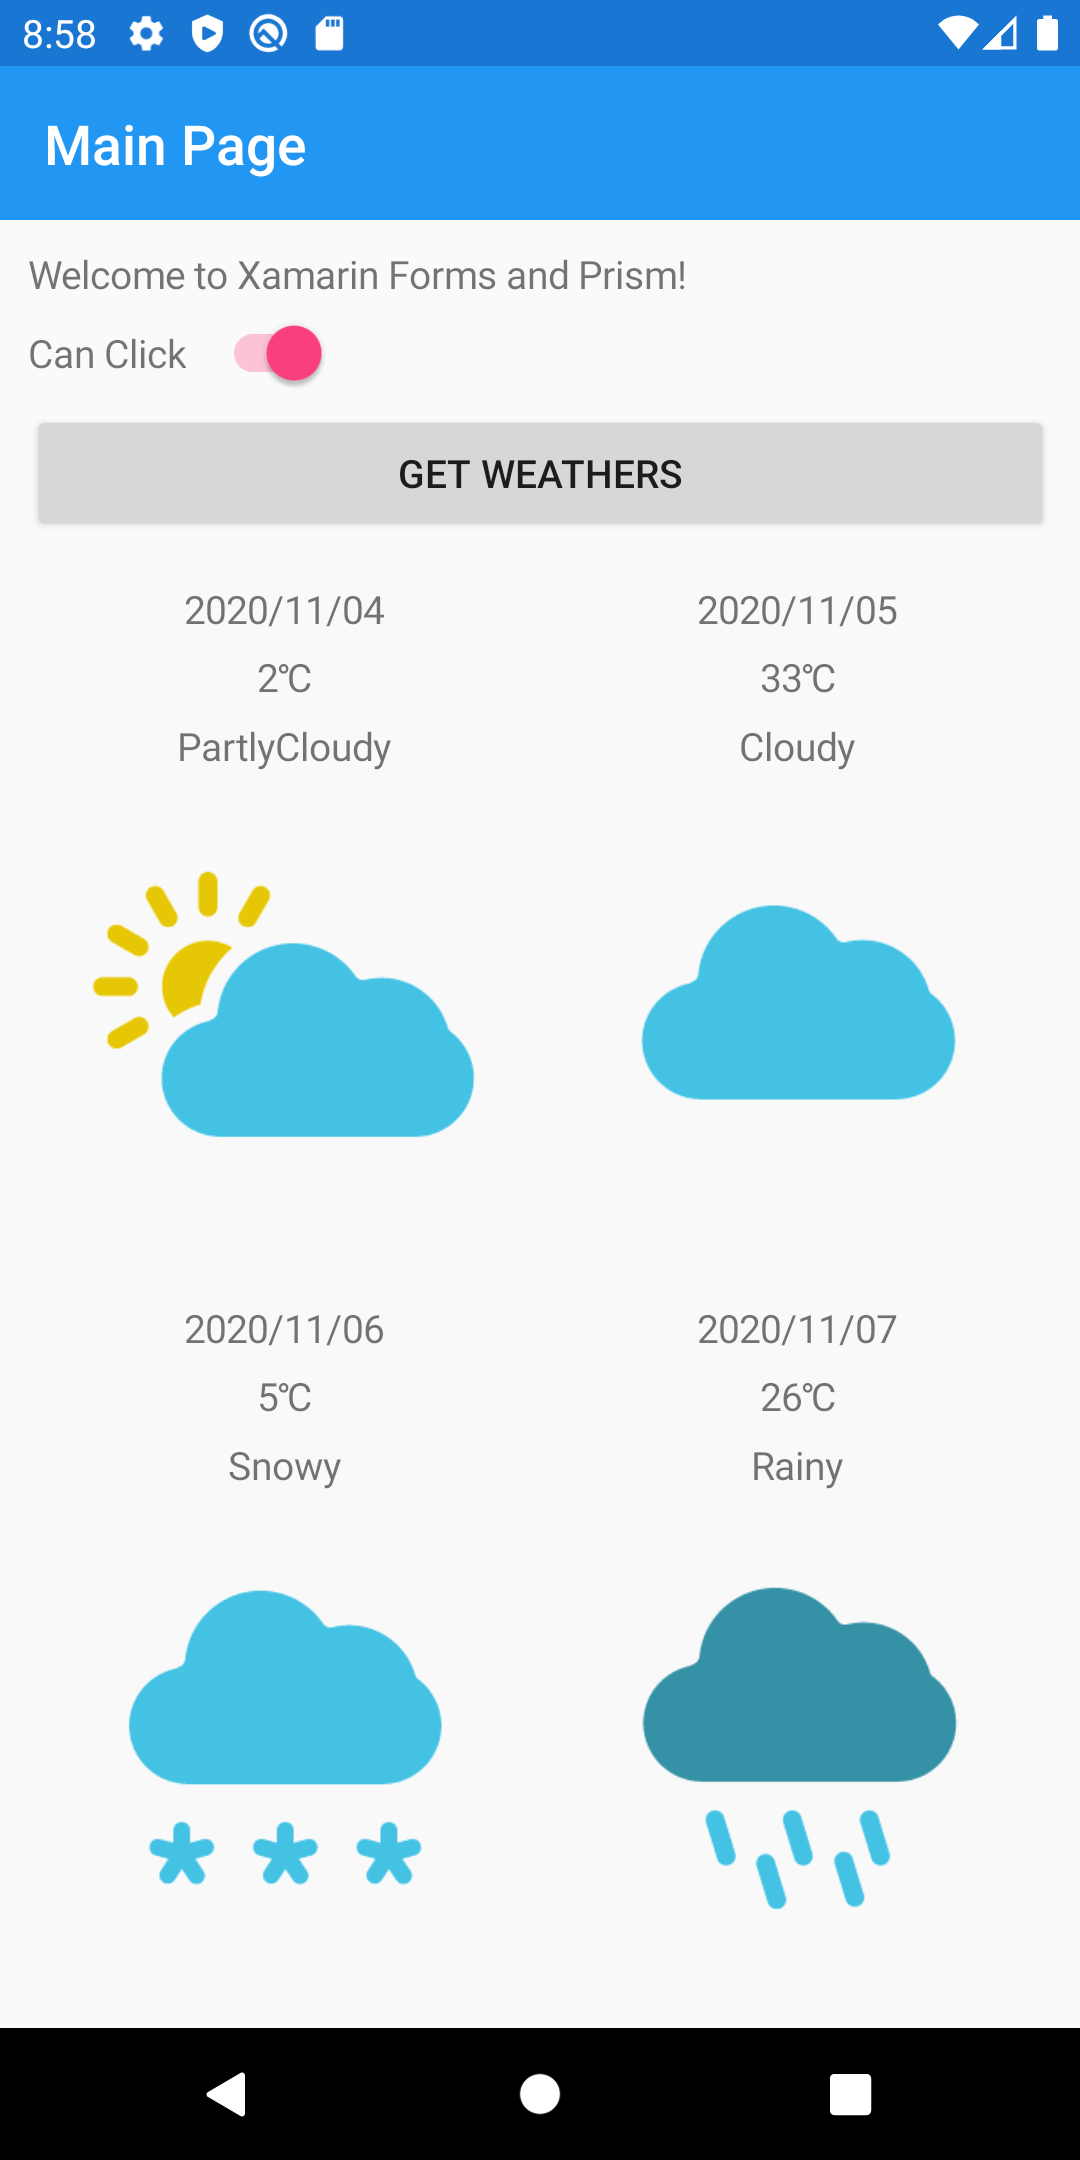 8:58
Main Page
Welcome to Xamarin Forms and Prism!
Can Click
GET WEATHERS
2020/11/04
2℃
PartlyCloudy
2020/11/05
33℃
Cloudy
2020/11/06
5℃
Snowy
2020/11/07
26℃
Rainy